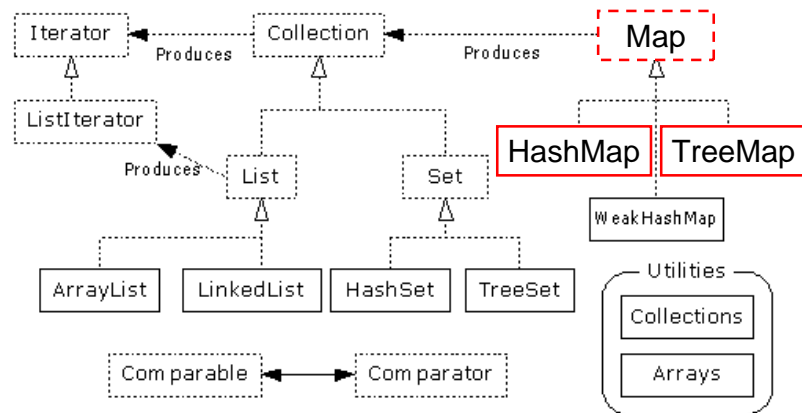 Iterator
Produces
Collection
Produces
Map
ListIterator
Produces
List
Set
HashMap
TreeMap
WeakHashMap
ArrayList
LinkedList
HashSet
TreeSet
Utilities
Collections
Arrays
Comparable
Comparator